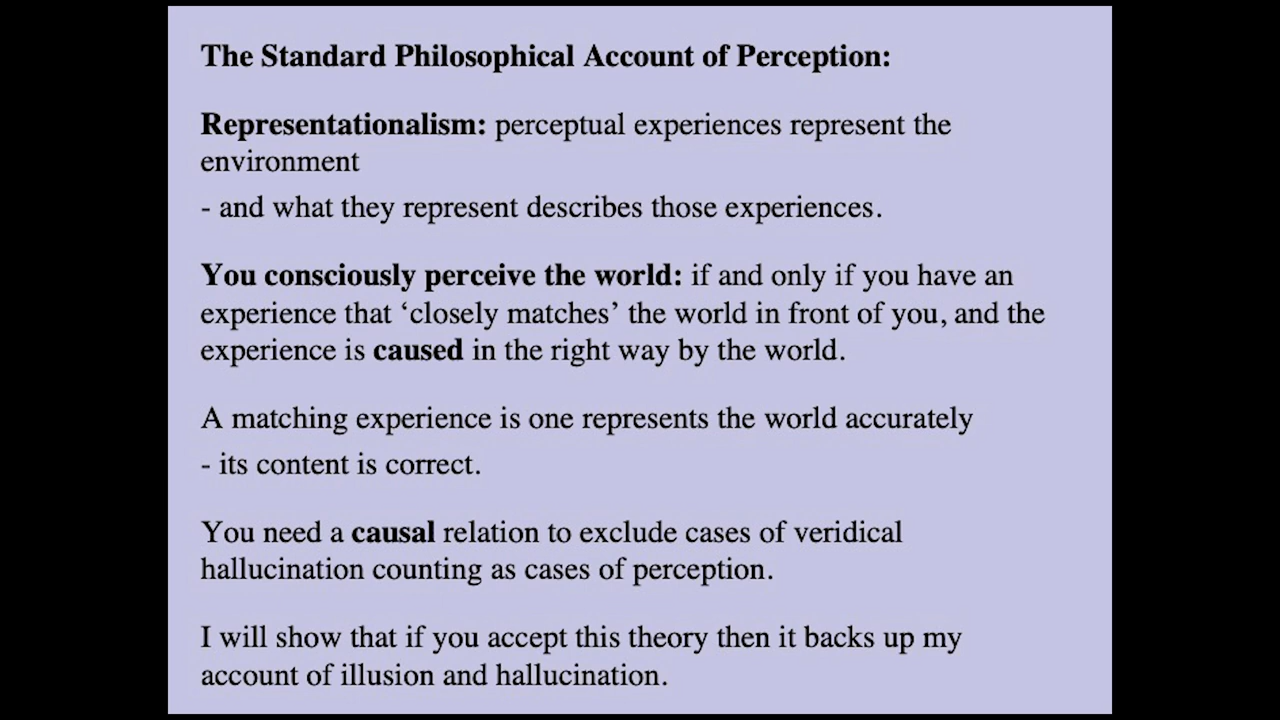 The Standard Philosophical Account of Perception:
Representationalism: perceptual experiences represent the
environment
- and what they represent describes those experiences.
You consciously perceive the world: if and only if you have an
experience that ‘closely matches’ the world in front of you, and the
experience is caused in the right way by the world.
A matching experience is one represents the world accurately
- its content is correct.
You need a causal relation to exclude cases of veridical
hallucination counting as cases of perception.
I will show that if you accept this theory then it backs up my
account of illusion and hallucination.